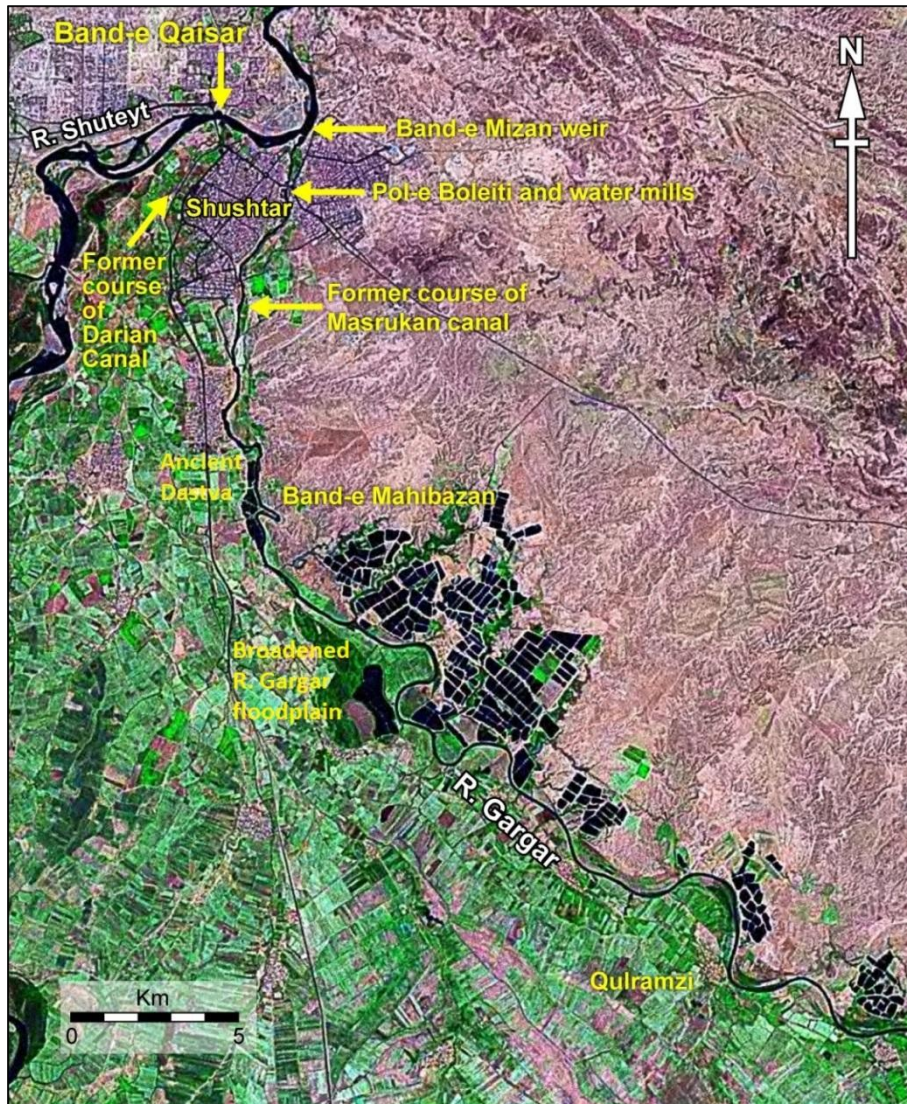 Band-e Qaisar
N
R. Shuteyt
Band-e Mizan weir
Pol-e Boleiti and water mills
Shushtar
Former
course
of
Darian
Canal
Former course of
Masrukan canal
Ancient
Dastva
Band-e Mahibazan
Broadened
R. Gargar
floodplain
R. Gargar
Qulramzi
Km
0 5